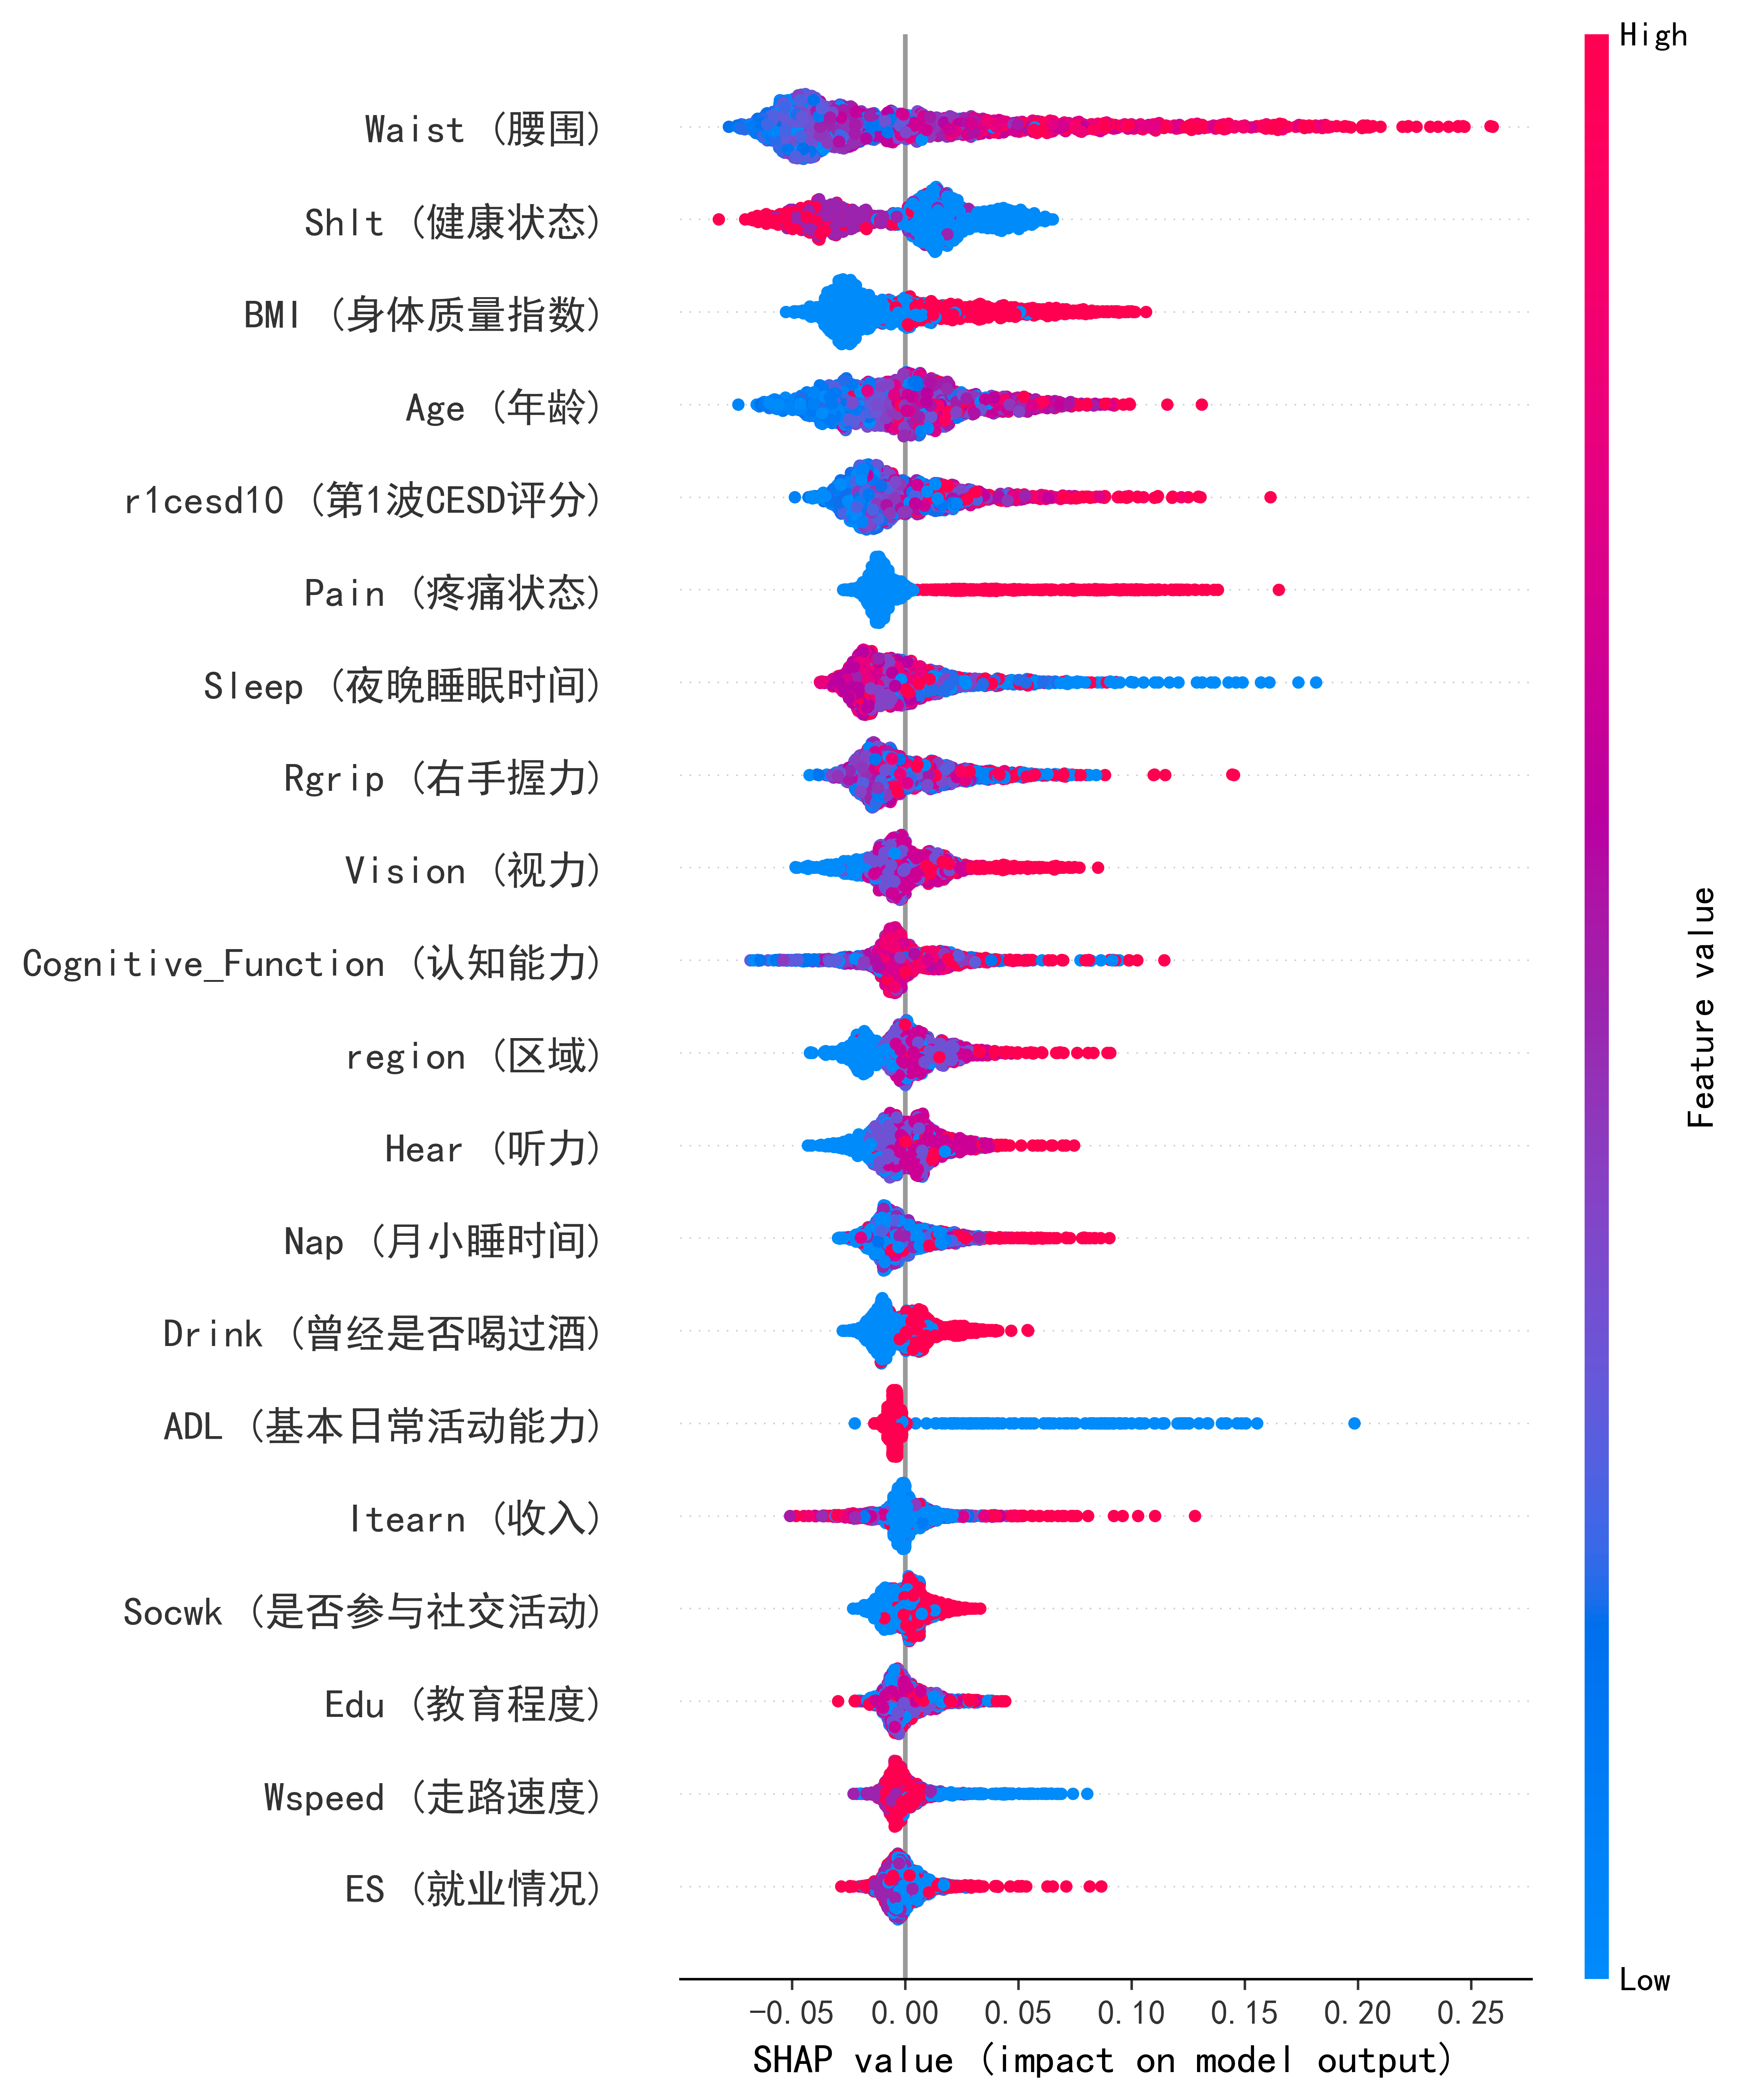 High
Waist (腰围)
Shlt (健康状态)
BMI (身体质量指数)
Age (年龄)
r1cesd10 (第1波CESD评分)
Pain (疼痛状态)
Sleep (夜晚睡眠时间)
Rgrip (右手握力)
Vision (视力)
Cognitive_Function (认知能力)
region (区域)
Hear (听力)
Nap (月小睡时间)
Drink (曾经是否喝过酒)
ADL (基本日常活动能力)
Itearn (收入)
Socwk (是否参与社交活动)
Edu (教育程度)
Wspeed (走路速度)
ES (就业情况)
Feature value
Low
−0.05 0.00 0.05 0.10 0.15 0.20 0.25
SHAP value (impact on model output)